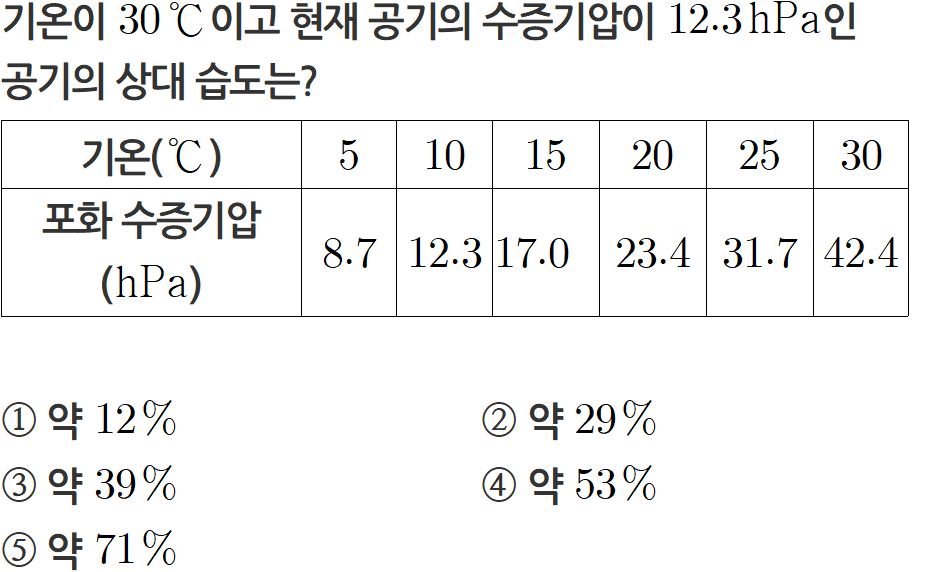 기온이 30℃이고 현재 공기의 수증기압이 12.3hPa인
공기의 상대 습도는?
기온(℃) 5 10 15 20 25 30
포화 수증기압
(hPa) 8.7 12.3 17.0 23.4 31.7 42.4
① 약 12% ② 약 29%
③ 약 39% ④ 약 53%
⑤ 약 71%